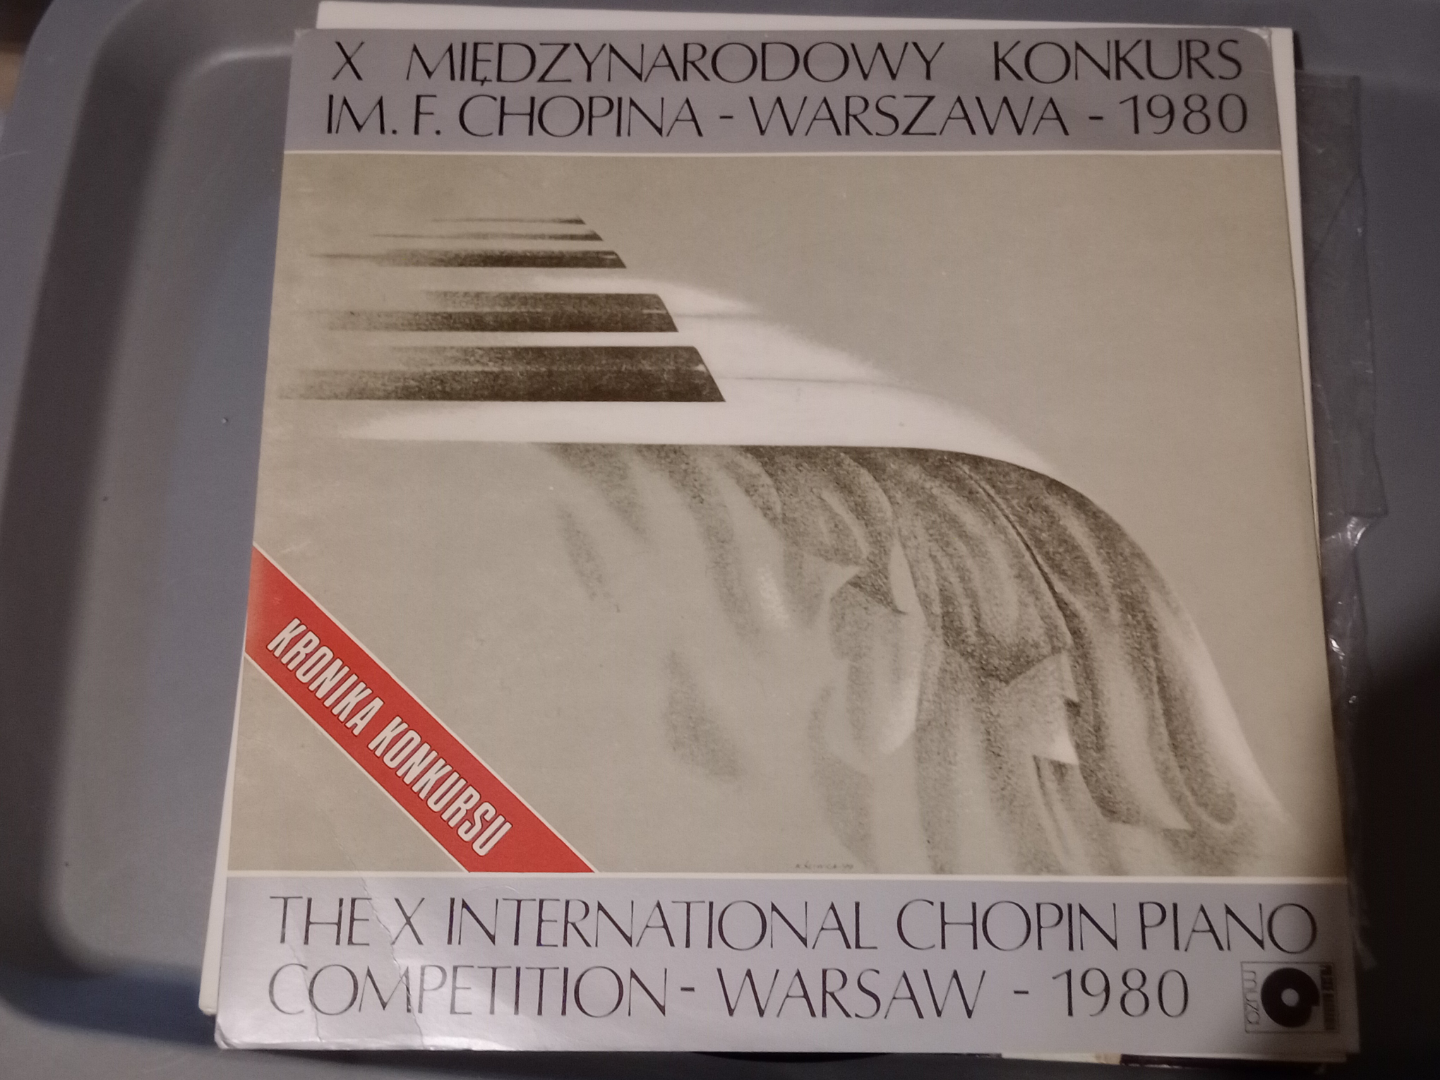 X MIĘDZYNARODOWY KONKURS
IM. F. CHOPINA - WARSZAWA - 1980
KRONIKA KONKURSU
THE X INTERNATIONAL CHOPIN PIANO
COMPETITION - WARSAW - 1980
muza